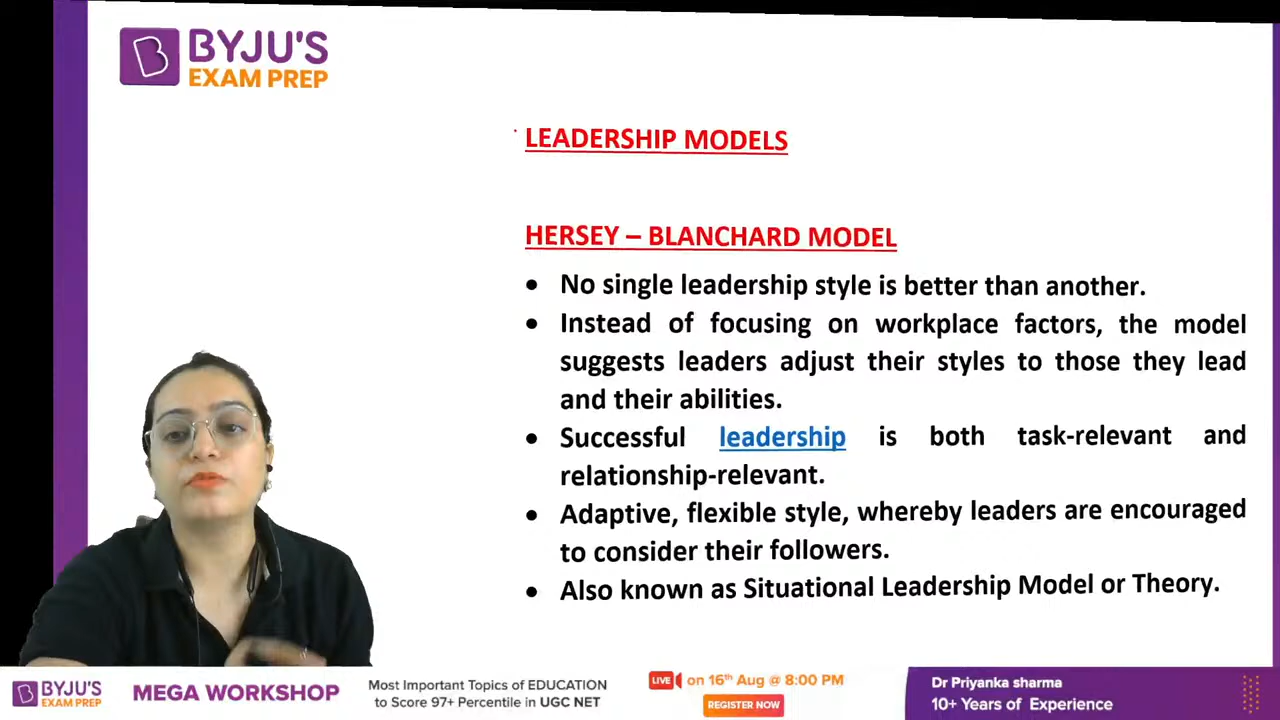 BYJU'S
EXAM PREP
LEADERSHIP MODELS
HERSEY – BLANCHARD MODEL
• No single leadership style is better than another.
• Instead of focusing on workplace factors, the model
suggests leaders adjust their styles to those they lead
and their abilities.
• Successful leadership is both task-relevant and
relationship-relevant.
• Adaptive, flexible style, whereby leaders are encouraged
to consider their followers.
• Also known as Situational Leadership Model or Theory.
BYJU'S
EXAM PREP
MEGA WORKSHOP
Most Important Topics of EDUCATION
to Score 97+ Percentile in UGC NET
LIVE on 16th Aug @ 8:00 PM
REGISTER NOW
Dr Priyanka sharma
10+ Years of Experience